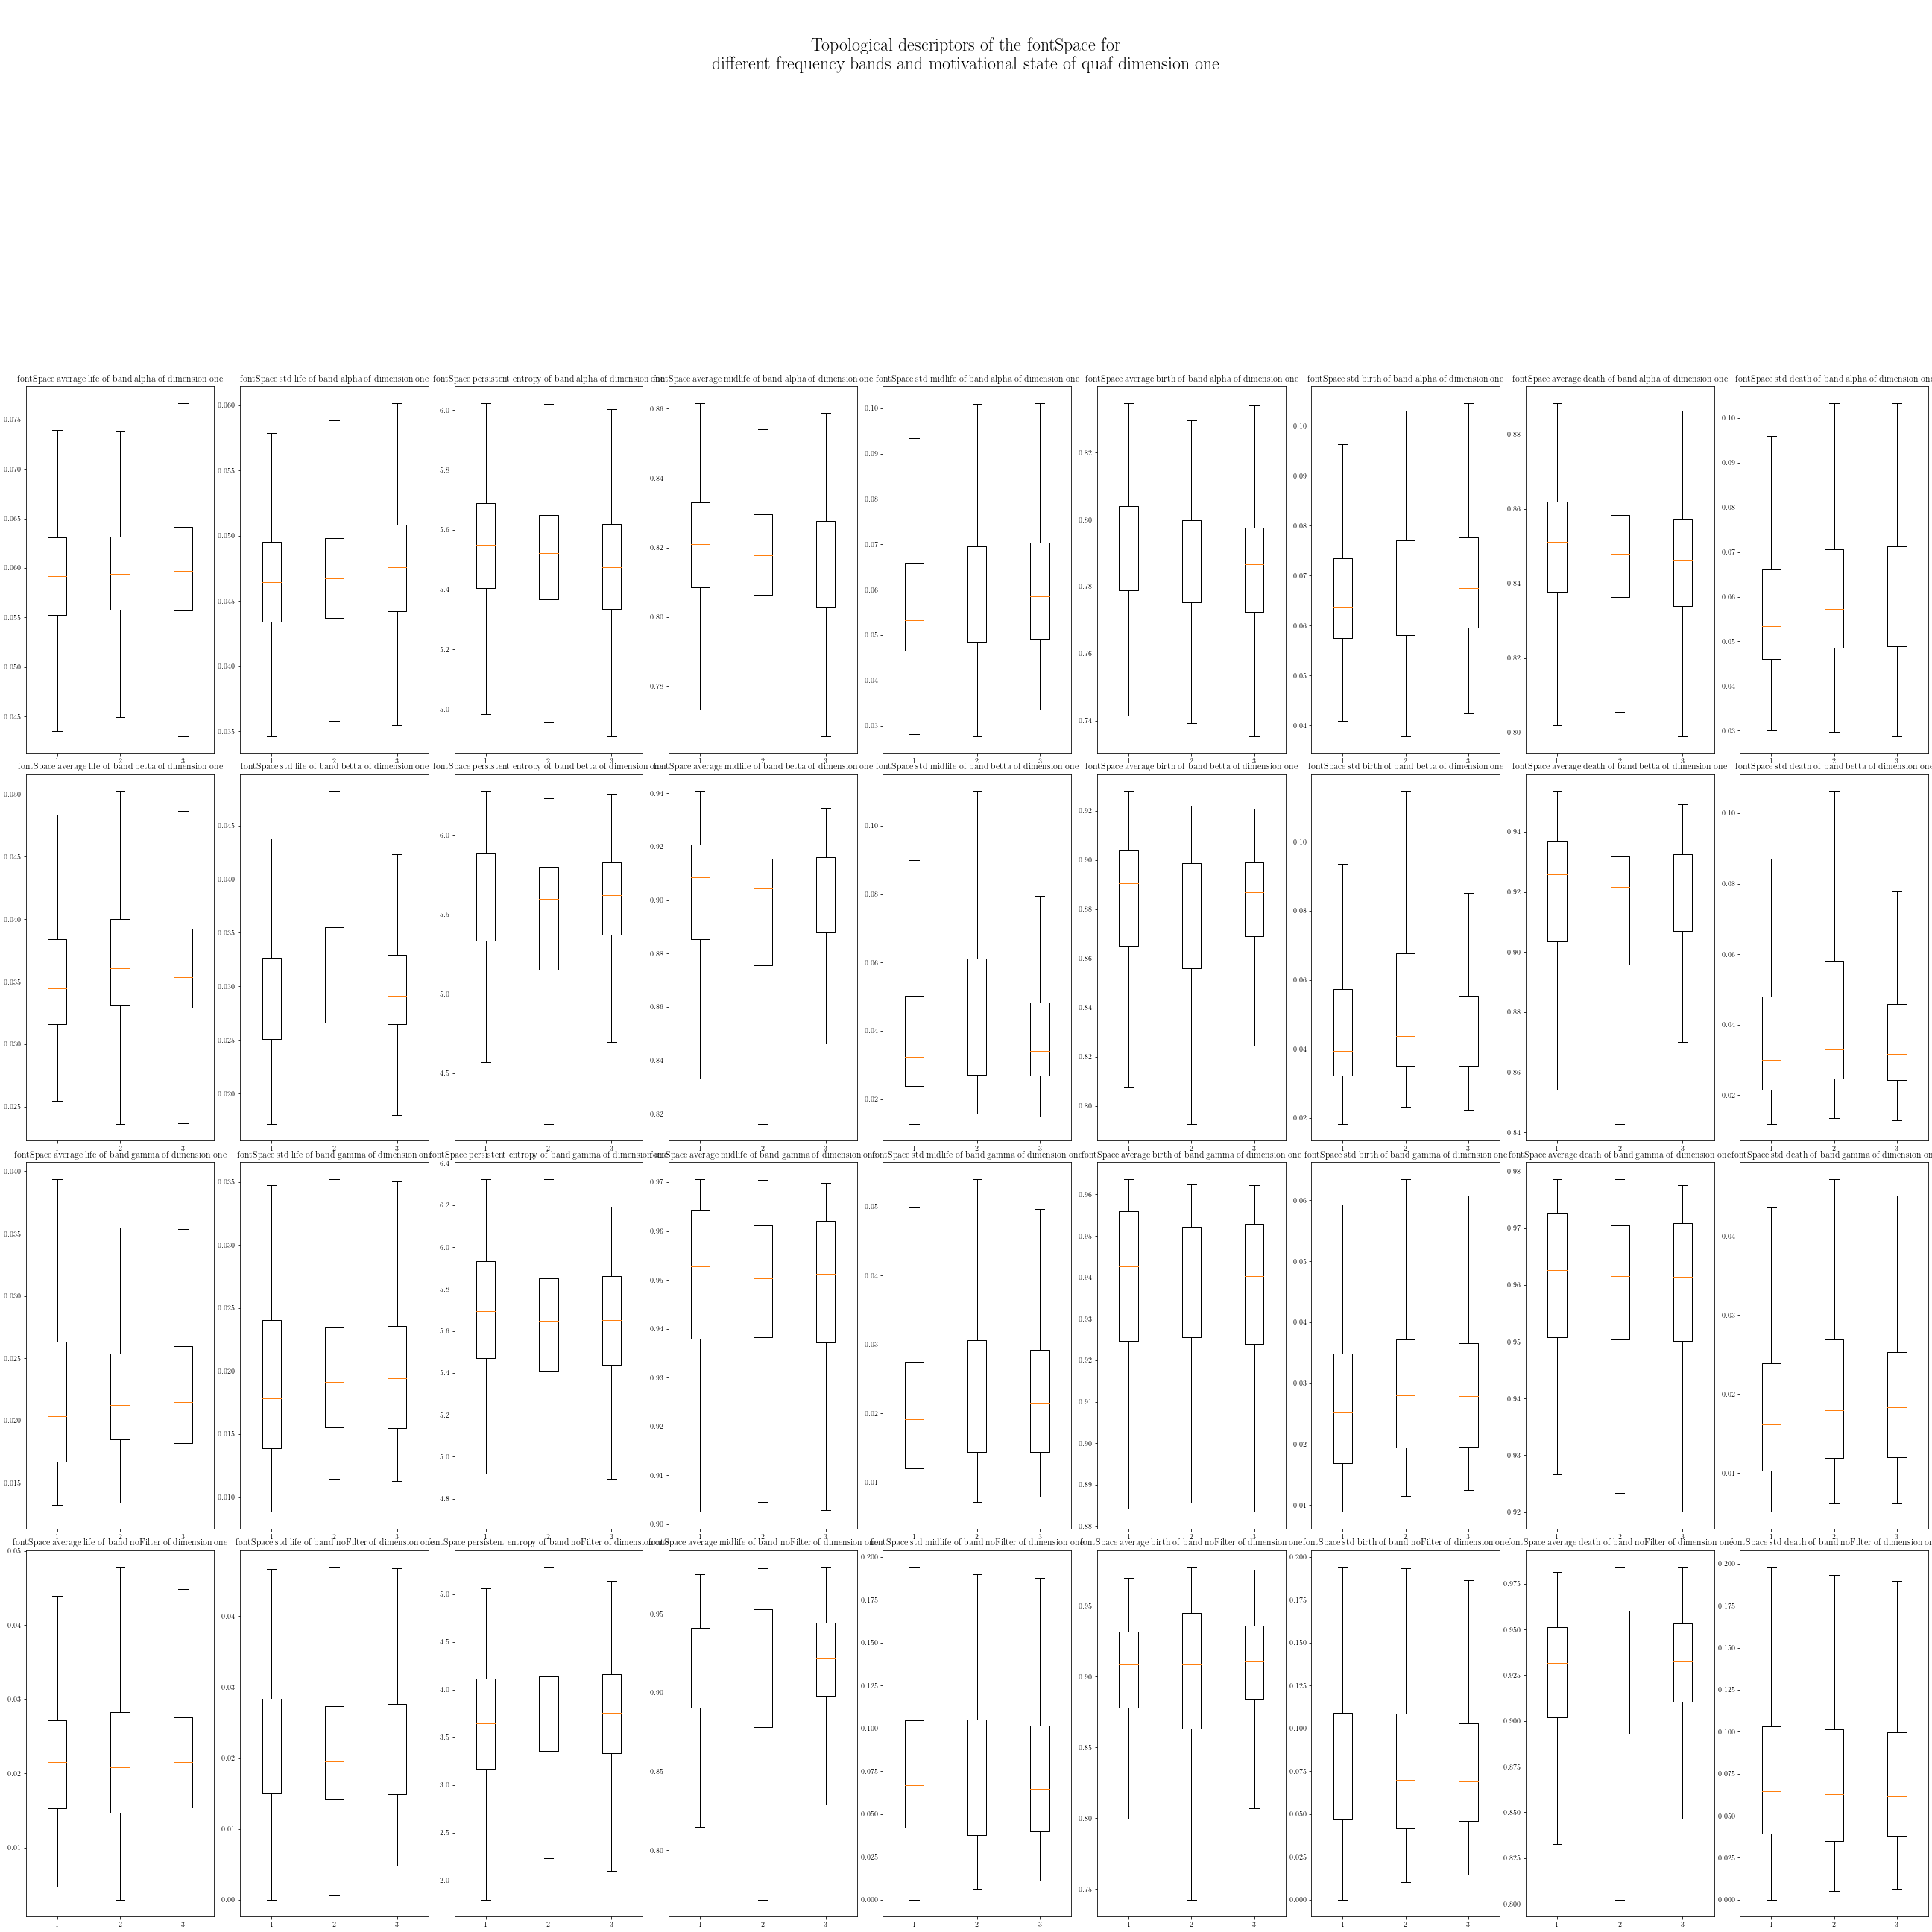 Topological descriptors of the fontSpace for
different frequency bands and motivational state of quaf dimension one
fontSpace average life of band alpha of dimension one
fontSpace std life of band alpha of dimension one
fontSpace persistent entropy of band alpha of dimension one
fontSpace average midlife of band alpha of dimension one
fontSpace std midlife of band alpha of dimension one
fontSpace average birth of band alpha of dimension one
fontSpace std birth of band alpha of dimension one
fontSpace average death of band alpha of dimension one
fontSpace std death of band alpha of dimension one
0.075 0.070 0.065 0.060 0.055 0.050 0.045
1 2 3
0.060 0.055 0.050 0.045 0.040 0.035
1 2 3
6.0 5.8 5.6 5.4 5.2 5.0
1 2 3
0.86 0.84 0.82 0.80 0.78
1 2 3
0.10 0.09 0.08 0.07 0.06 0.05 0.04 0.03
1 2 3
0.82 0.80 0.78 0.76 0.74
1 2 3
0.10 0.09 0.08 0.07 0.06 0.05 0.04
1 2 3
0.88 0.86 0.84 0.82 0.80
1 2 3
0.10 0.09 0.08 0.07 0.06 0.05 0.04 0.03
1 2 3
fontSpace average life of band betta of dimension one
fontSpace std life of band betta of dimension one
fontSpace persistent entropy of band betta of dimension one
fontSpace average midlife of band betta of dimension one
fontSpace std midlife of band betta of dimension one
fontSpace average birth of band betta of dimension one
fontSpace std birth of band betta of dimension one
fontSpace average death of band betta of dimension one
fontSpace std death of band betta of dimension one
0.050 0.045 0.040 0.035 0.030 0.025
1 2 3
0.045 0.040 0.035 0.030 0.025 0.020
1 2 3
6.0 5.5 5.0 4.5
1 2 3
0.94 0.92 0.90 0.88 0.86 0.84 0.82
1 2 3
0.10 0.08 0.06 0.04 0.02
1 2 3
0.92 0.90 0.88 0.86 0.84 0.82 0.80
1 2 3
0.10 0.08 0.06 0.04 0.02
1 2 3
0.94 0.92 0.90 0.88 0.86 0.84
1 2 3
0.10 0.08 0.06 0.04 0.02
1 2 3
fontSpace average life of band gamma of dimension one
fontSpace std life of band gamma of dimension one
fontSpace persistent entropy of band gamma of dimension one
fontSpace average midlife of band gamma of dimension one
fontSpace std midlife of band gamma of dimension one
fontSpace average birth of band gamma of dimension one
fontSpace std birth of band gamma of dimension one
fontSpace average death of band gamma of dimension one
fontSpace std death of band gamma of dimension one
0.040 0.035 0.030 0.025 0.020 0.015
1 2 3
0.035 0.030 0.025 0.020 0.015 0.010
1 2 3
6.4 6.2 6.0 5.8 5.6 5.4 5.2 5.0 4.8
1 2 3
0.97 0.96 0.95 0.94 0.93 0.92 0.91 0.90
1 2 3
0.05 0.04 0.03 0.02 0.01
1 2 3
0.96 0.95 0.94 0.93 0.92 0.91 0.90 0.89 0.88
1 2 3
0.06 0.05 0.04 0.03 0.02 0.01
1 2 3
0.98 0.97 0.96 0.95 0.94 0.93 0.92
1 2 3
0.04 0.03 0.02 0.01
1 2 3
fontSpace average life of band noFilter of dimension one
fontSpace std life of band noFilter of dimension one
fontSpace persistent entropy of band noFilter of dimension one
fontSpace average midlife of band noFilter of dimension one
fontSpace std midlife of band noFilter of dimension one
fontSpace average birth of band noFilter of dimension one
fontSpace std birth of band noFilter of dimension one
fontSpace average death of band noFilter of dimension one
fontSpace std death of band noFilter of dimension one
0.05 0.04 0.03 0.02 0.01
1 2 3
0.04 0.03 0.02 0.01 0.00
1 2 3
5.0 4.5 4.0 3.5 3.0 2.5 2.0
1 2 3
0.95 0.90 0.85 0.80
1 2 3
0.200 0.175 0.150 0.125 0.100 0.075 0.050 0.025 0.000
1 2 3
0.95 0.90 0.85 0.80 0.75
1 2 3
0.200 0.175 0.150 0.125 0.100 0.075 0.050 0.025 0.000
1 2 3
0.975 0.950 0.925 0.900 0.875 0.850 0.825 0.800
1 2 3
0.200 0.175 0.150 0.125 0.100 0.075 0.050 0.025 0.000
1 2 3